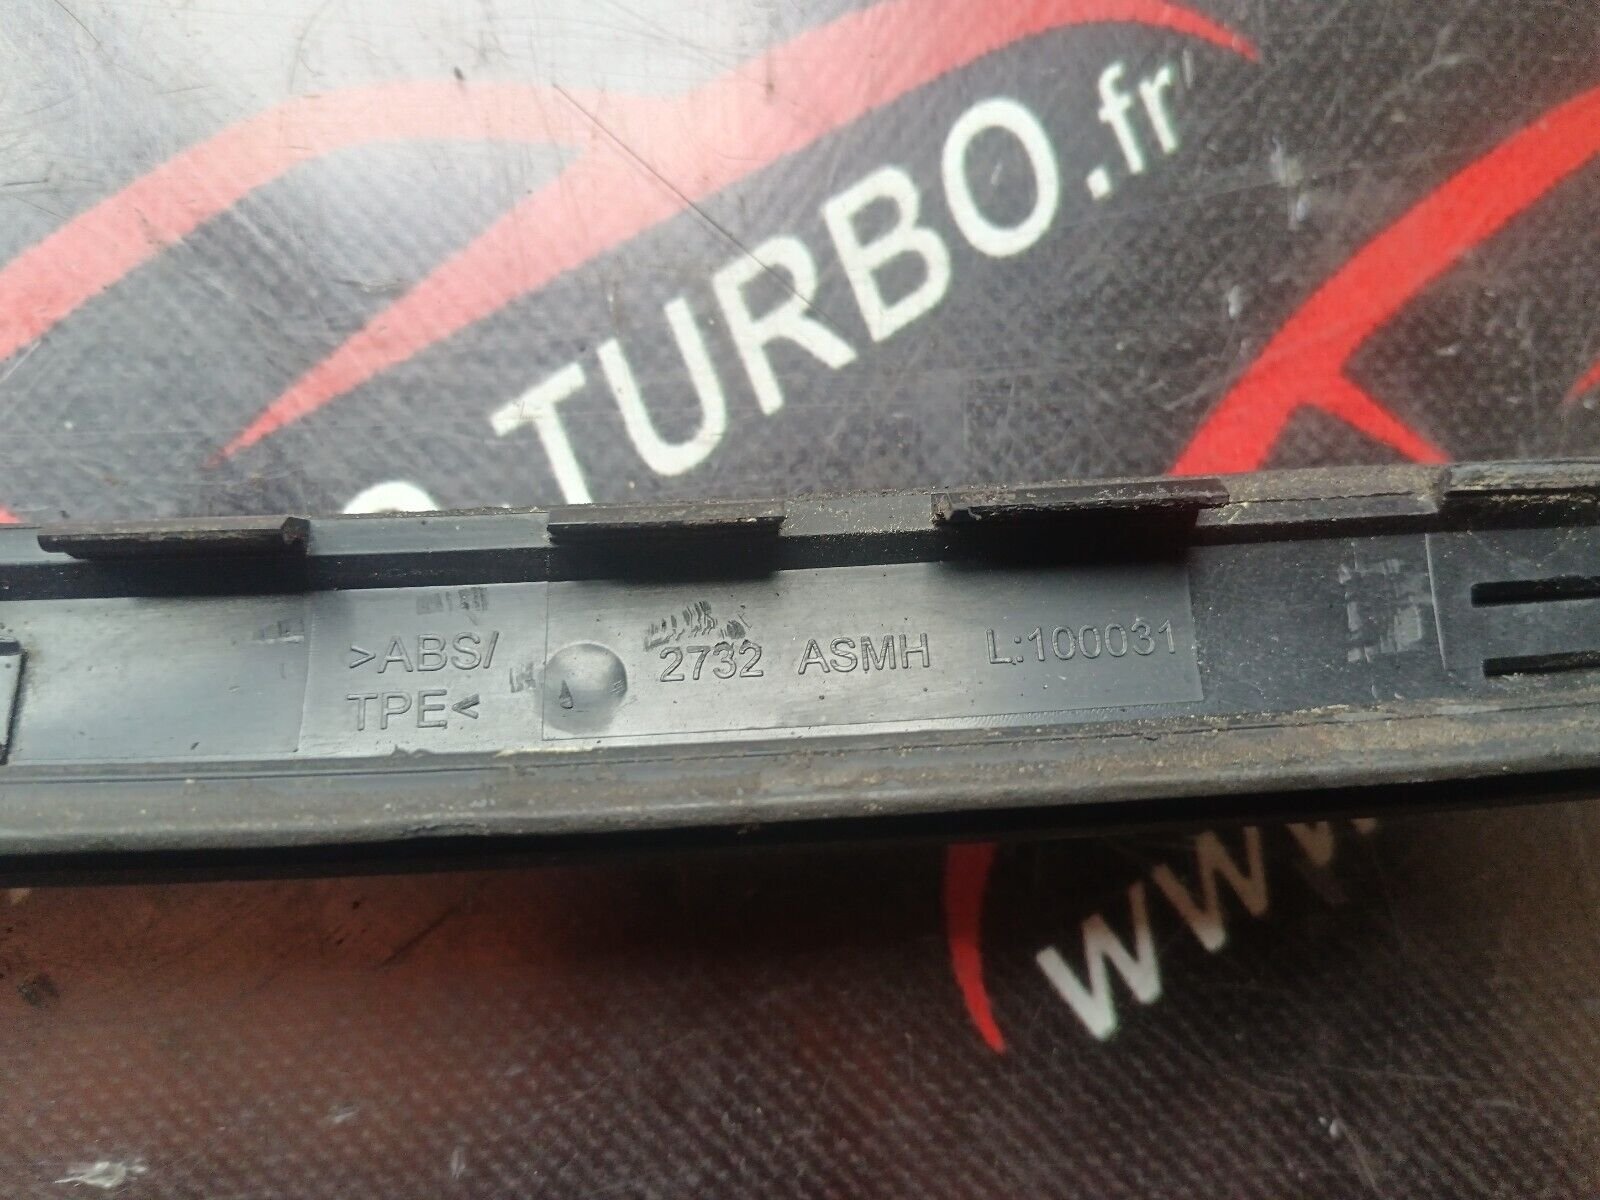 TURBO.fr
>ABS/
TPE<
2732 ASMH L:100031
www.